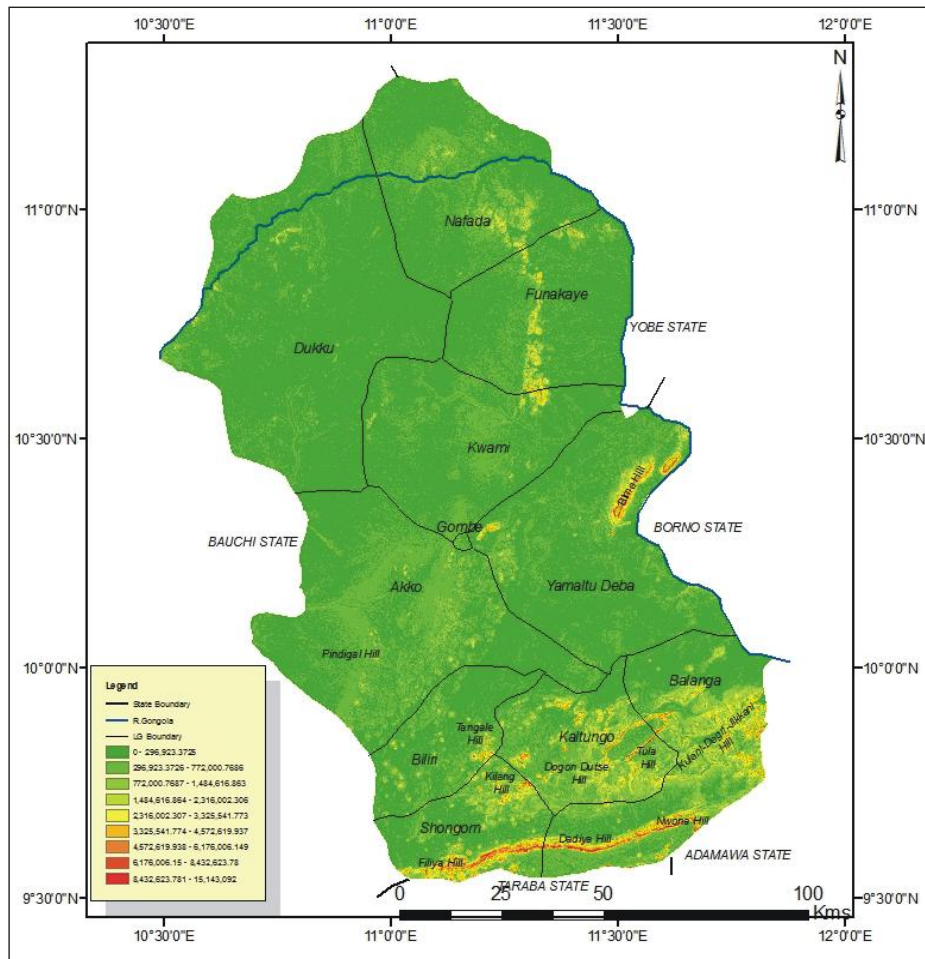 10°30'0"E
11°0'0"E
11°30'0"E
12°0'0"E
N
11°0'0"N
11°0'0"N
Nafada
Funakaye
YOBE STATE
Dukku
10°30'0"N
10°30'0"N
Kwami
Bima Hill
Gombe
BORNO STATE
BAUCHI STATE
Akko
Yamaltu Deba
Pindigal Hill
10°0'0"N
10°0'0"N
Balanga
Tangale
Hill
Kaltungo
Kulani-Degri-Jikkani
Hill
Tula
Hill
Biliri
Dogon Dutse
Hill
Kilang
Hill
Shongom
Nwona Hill
Dadiya Hill
Filiya Hill
ADAMAWA STATE
TARABA STATE
9°30'0"N
9°30'0"N
Legend
State Boundary
R.Gongola
LG Boundary
0 - 296,923.3725
296,923.3726 - 772,000.7686
772,000.7687 - 1,484,616.863
1,484,616.864 - 2,316,002.306
2,316,002.307 - 3,325,541.773
3,325,541.774 - 4,572,619.937
4,572,619.938 - 6,176,006.149
6,176,006.15 - 8,432,623.78
8,432,623.781 - 15,143,092
0 25 50 100
Kms
10°30'0"E
11°0'0"E
11°30'0"E
12°0'0"E